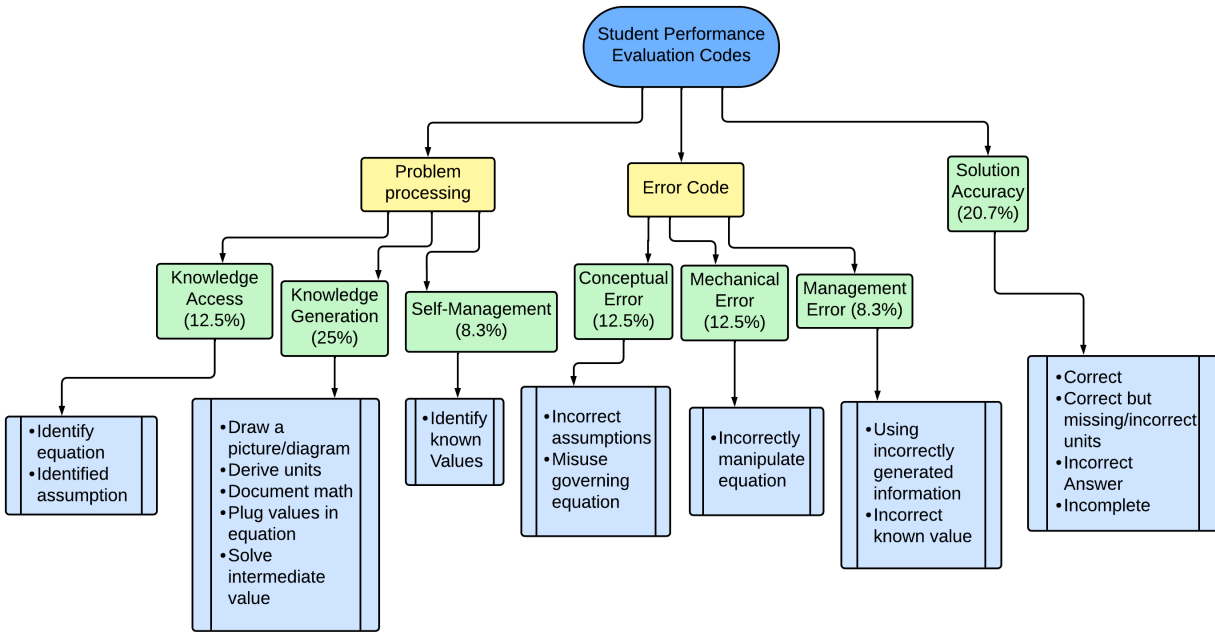 Student Performance
Evaluation Codes
Problem
processing
Error Code
Solution
Accuracy
(20.7%)
Knowledge
Access
(12.5%)
Knowledge
Generation
(25%)
Self-Management
(8.3%)
Conceptual
Error
(12.5%)
Mechanical
Error
(12.5%)
Management
Error (8.3%)
•Identify
equation
•Identified
assumption
•Draw a
picture/diagram
•Derive units
•Document math
•Plug values in
equation
•Solve
intermediate
value
•Identify
known
Values
•Incorrect
assumptions
•Misuse
governing
equation
•Incorrectly
manipulate
equation
•Using
incorrectly
generated
information
•Incorrect
known value
•Correct
•Correct but
missing/incorrect
units
•Incorrect
Answer
•Incomplete